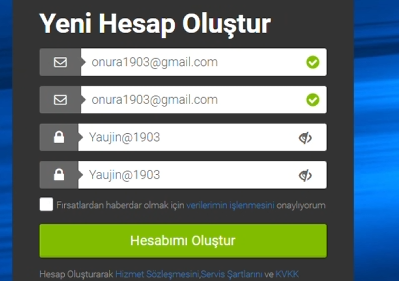 Yeni Hesap Oluştur
onura1903@gmail.com
onura1903@gmail.com
Yaujin@1903
Yaujin@1903
Fırsatlardan haberdar olmak için verilerimin işlenmesini onaylıyorum
Hesabımı Oluştur
Hesap Oluşturarak Hizmet Sözleşmesini,Servis Şartlarını ve KVKK